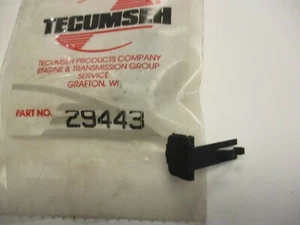 TECUMSEH
TECUMSEH PRODUCTS COMPANY
ENGINE & TRANSMISSION GROUP
SERVICE
GRAFTON, WI
PART NO. 29443